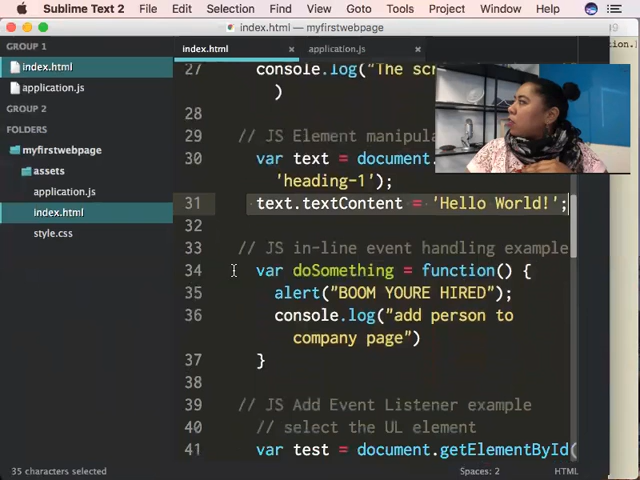 Sublime Text 2 File Edit Selection Find View Goto Tools Project Window Help
index.html — myfirstwebpage
GROUP 1
index.html
application.js
GROUP 2
FOLDERS
myfirstwebpage
assets
application.js
index.html
style.css
index.html × application.js ×
27 console.log("The
)
28
29 // JS Element manipula
30 var text = document.
'heading-1');
31 text.textContent = 'Hello World!';
32
33 // JS in-line event handling example
34 var doSomething = function() {
35 alert("BOOM YOURE HIRED");
36 console.log("add person to
company page")
37 }
38
39 // JS Add Event Listener example
40 // select the UL element
41 var test = document.getElementById(
35 characters selected Spaces: 2 HTML